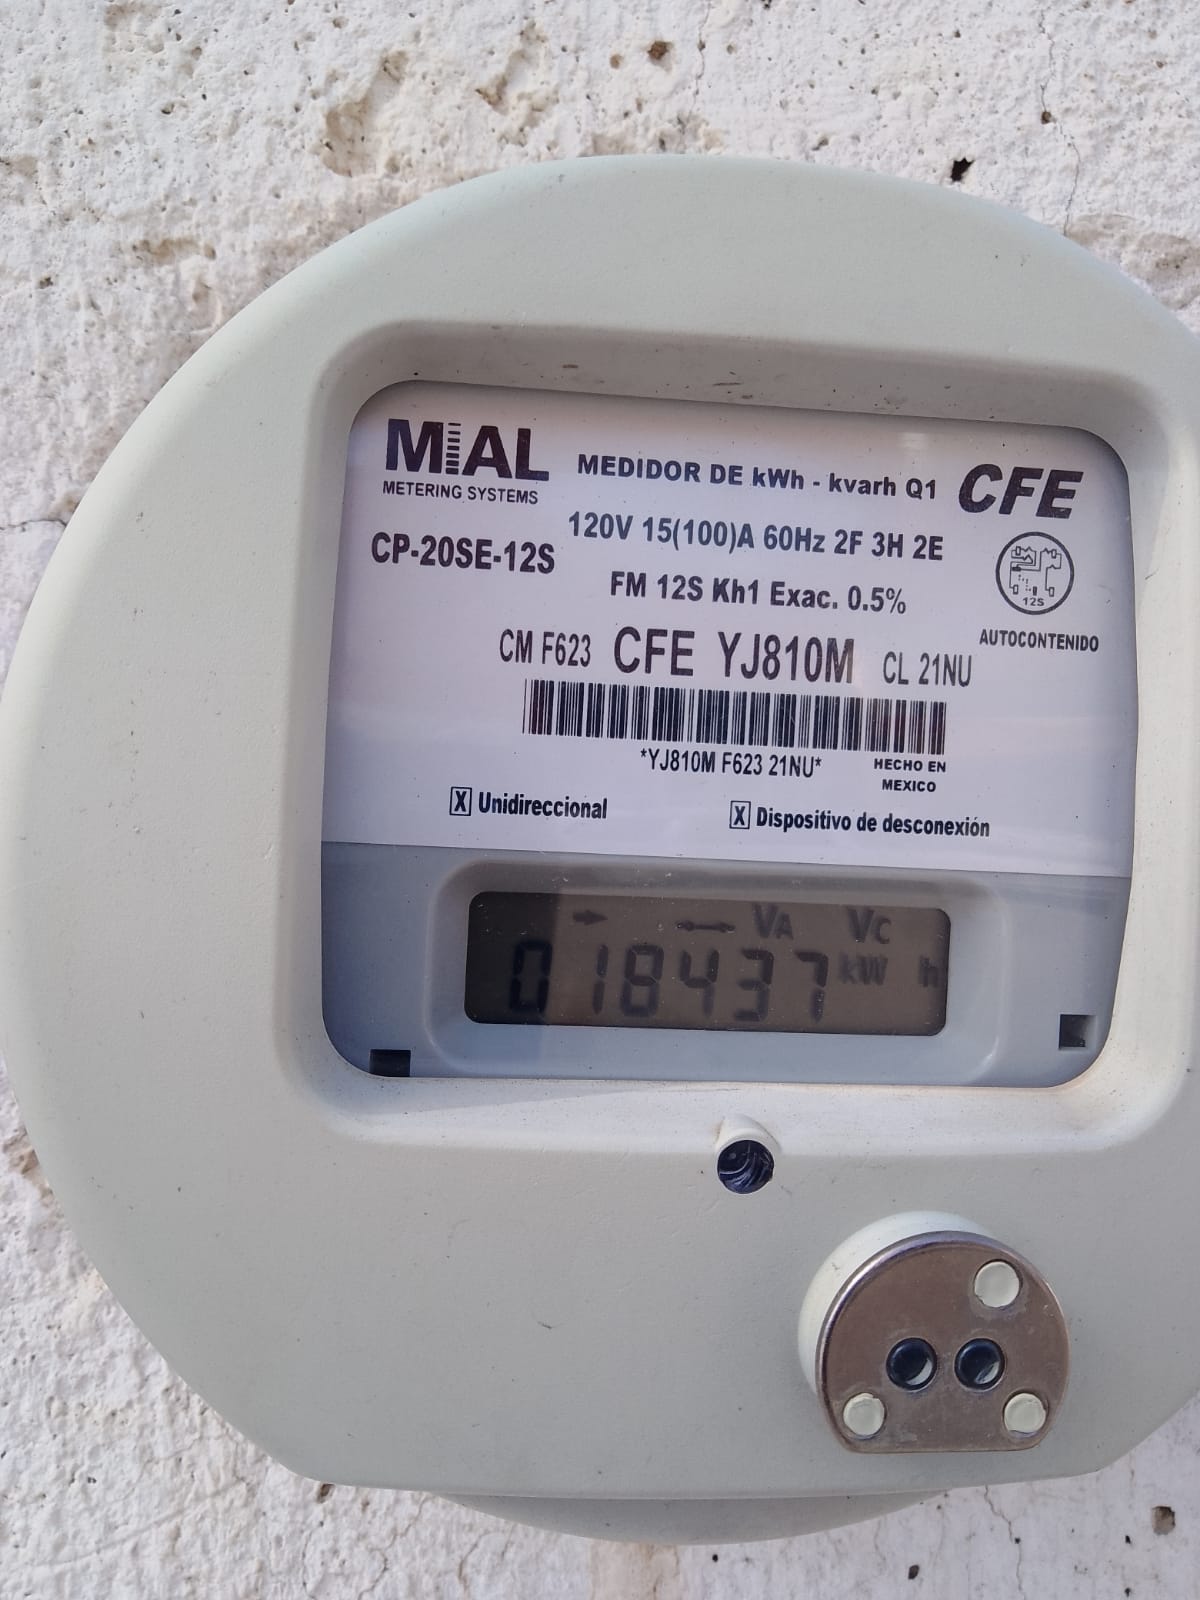 MIAL
METERING SYSTEMS
MEDIDOR DE kWh - kvarh Q1
CFE
CP-20SE-12S
120V 15(100)A 60Hz 2F 3H 2E
FM 12S Kh1 Exac. 0.5%
12S
AUTOCONTENIDO
CM F623 CFE YJ810M CL 21NU
*YJ810M F623 21NU*
HECHO EN
MEXICO
X Unidireccional
X Dispositivo de desconexión
VA VC
018437 kW h